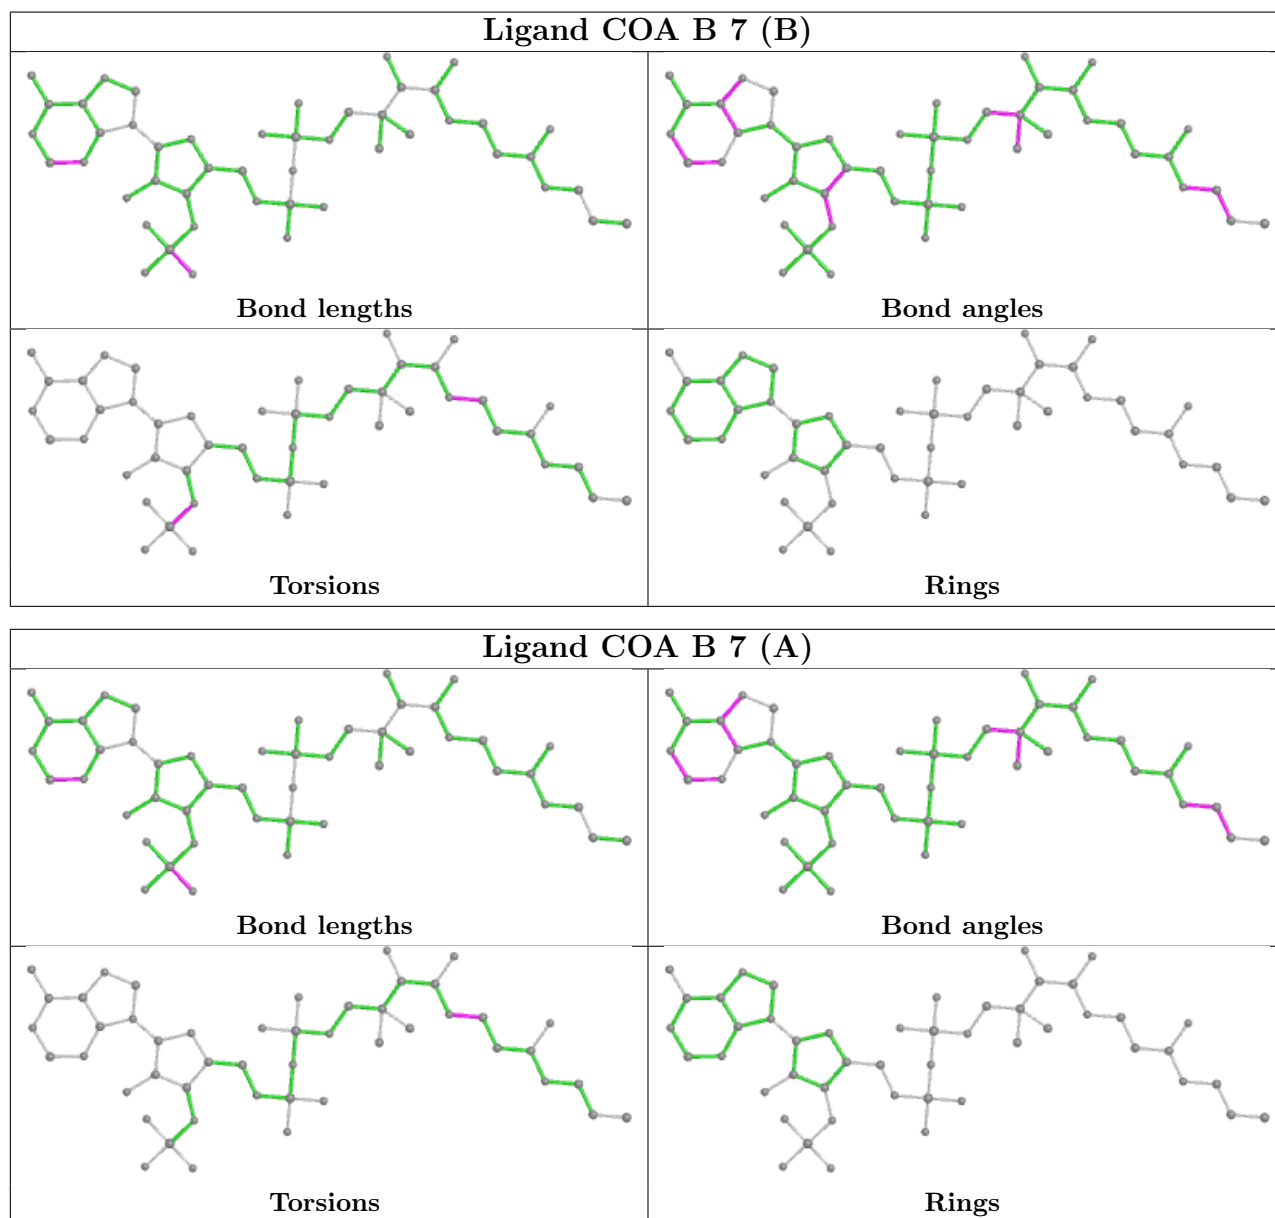 Ligand COA B 7 (B)
Bond lengths
Bond angles
Torsions
Rings
Ligand COA B 7 (A)
Bond lengths
Bond angles
Torsions
Rings